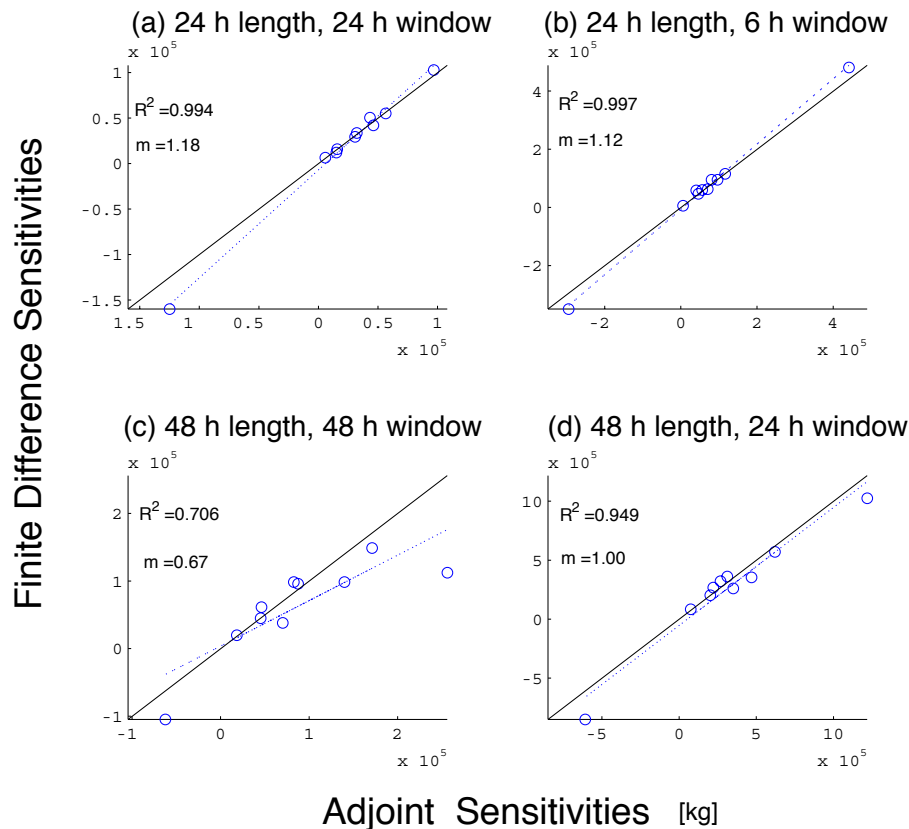 (a) 24 h length, 24 h window
x 10^5
1
0.5
0
-0.5
-1
-1.5
R^2 =0.994
m =1.18
1.5 1 0.5 0 0.5 1
x 10^5
(b) 24 h length, 6 h window
x 10^5
4
2
0
-2
R^2 =0.997
m =1.12
-2 0 2 4
x 10^5
Finite Difference Sensitivities
(c) 48 h length, 48 h window
x 10^5
2
1
0
-1
R^2 =0.706
m =0.67
-1 0 1 2
x 10^5
(d) 48 h length, 24 h window
x 10^5
10
5
0
-5
R^2 =0.949
m =1.00
-5 0 5 10
x 10^5
Adjoint Sensitivities [kg]